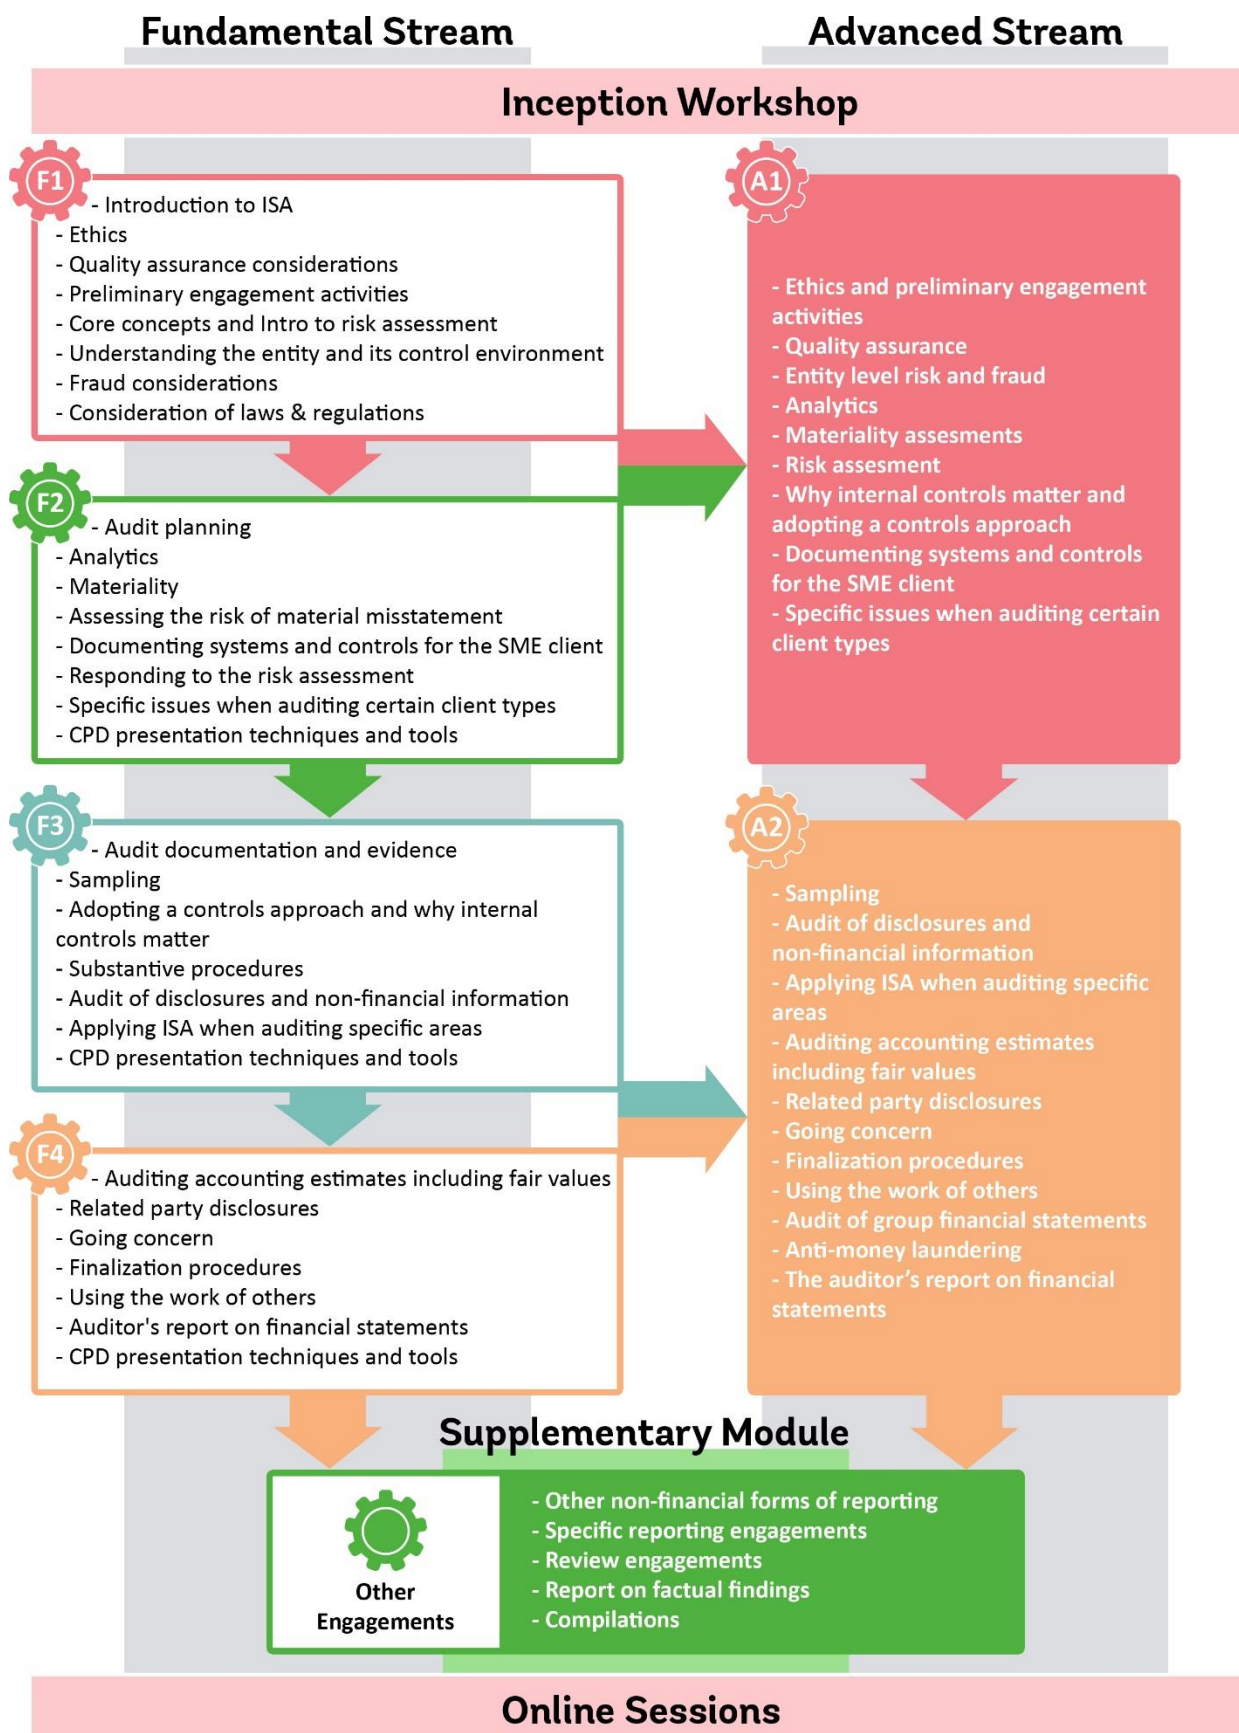 Fundamental Stream
Advanced Stream
Inception Workshop
F1
- Introduction to ISA
- Ethics
- Quality assurance considerations
- Preliminary engagement activities
- Core concepts and Intro to risk assessment
- Understanding the entity and its control environment
- Fraud considerations
- Consideration of laws & regulations
F2
- Audit planning
- Analytics
- Materiality
- Assessing the risk of material misstatement
- Documenting systems and controls for the SME client
- Responding to the risk assessment
- Specific issues when auditing certain client types
- CPD presentation techniques and tools
F3
- Audit documentation and evidence
- Sampling
- Adopting a controls approach and why internal
controls matter
- Substantive procedures
- Audit of disclosures and non-financial information
- Applying ISA when auditing specific areas
- CPD presentation techniques and tools
F4
- Auditing accounting estimates including fair values
- Related party disclosures
- Going concern
- Finalization procedures
- Using the work of others
- Auditor's report on financial statements
- CPD presentation techniques and tools
A1
- Ethics and preliminary engagement
activities
- Quality assurance
- Entity level risk and fraud
- Analytics
- Materiality assesments
- Risk assesment
- Why internal controls matter and
adopting a controls approach
- Documenting systems and controls
for the SME client
- Specific issues when auditing certain
client types
A2
- Sampling
- Audit of disclosures and
non-financial information
- Applying ISA when auditing specific
areas
- Auditing accounting estimates
including fair values
- Related party disclosures
- Going concern
- Finalization procedures
- Using the work of others
- Audit of group financial statements
- Anti-money laundering
- The auditor’s report on financial
statements
Supplementary Module
Other
Engagements
- Other non-financial forms of reporting
- Specific reporting engagements
- Review engagements
- Report on factual findings
- Compilations
Online Sessions